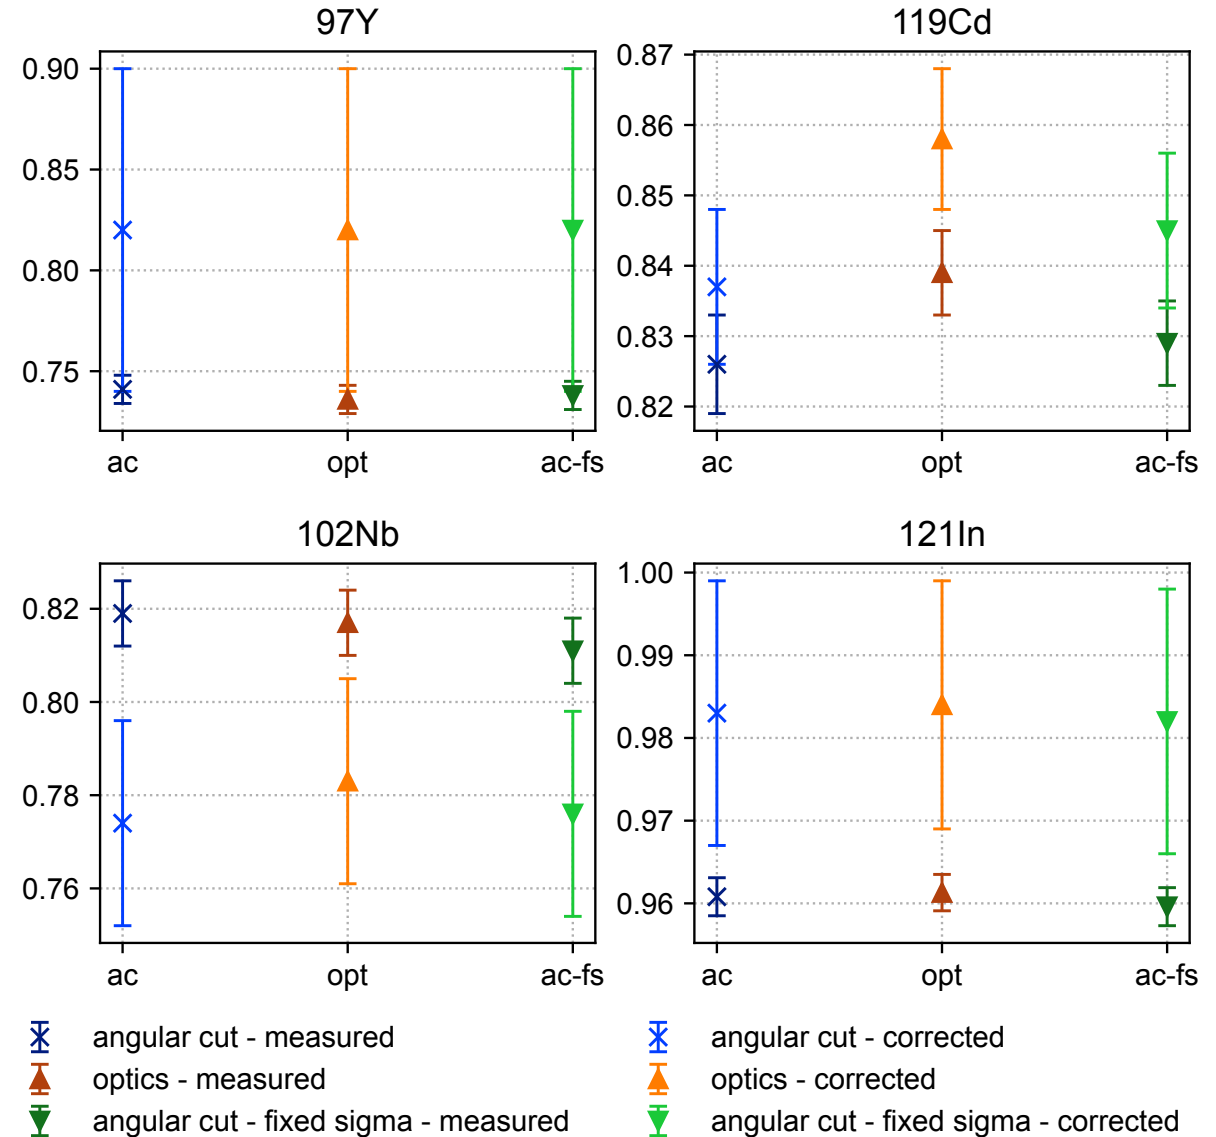 97Y
0.90
0.85
0.80
0.75
ac opt ac-fs
119Cd
0.87
0.86
0.85
0.84
0.83
0.82
ac opt ac-fs
102Nb
0.82
0.80
0.78
0.76
ac opt ac-fs
121In
1.00
0.99
0.98
0.97
0.96
ac opt ac-fs
angular cut - measured
optics - measured
angular cut - fixed sigma - measured
angular cut - corrected
optics - corrected
angular cut - fixed sigma - corrected